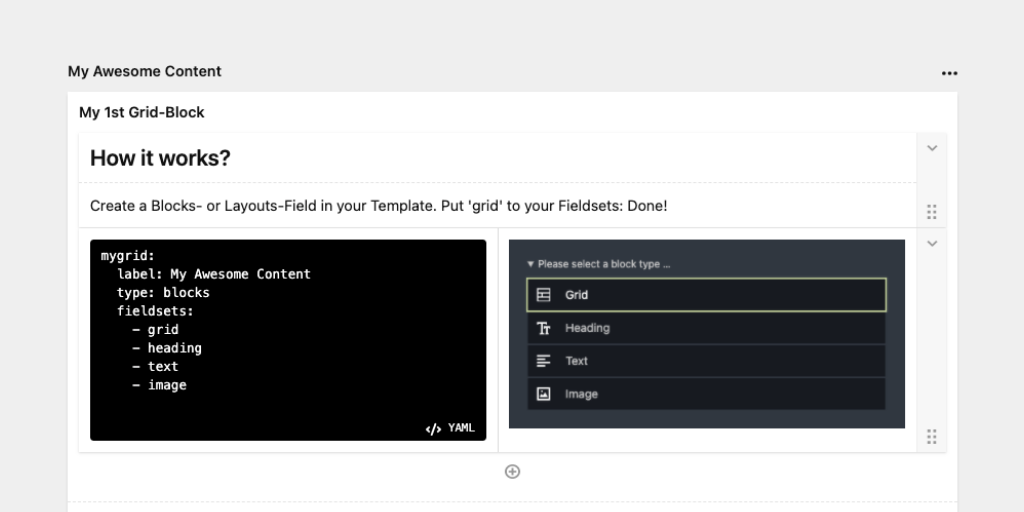 My Awesome Content
My 1st Grid-Block
How it works?
Create a Blocks- or Layouts-Field in your Template. Put 'grid' to your Fieldsets: Done!
mygrid:
  label: My Awesome Content
  type: blocks
  fieldsets:
    - grid
    - heading
    - text
    - image
</> YAML
▾ Please select a block type ...
Grid
Heading
Text
Image